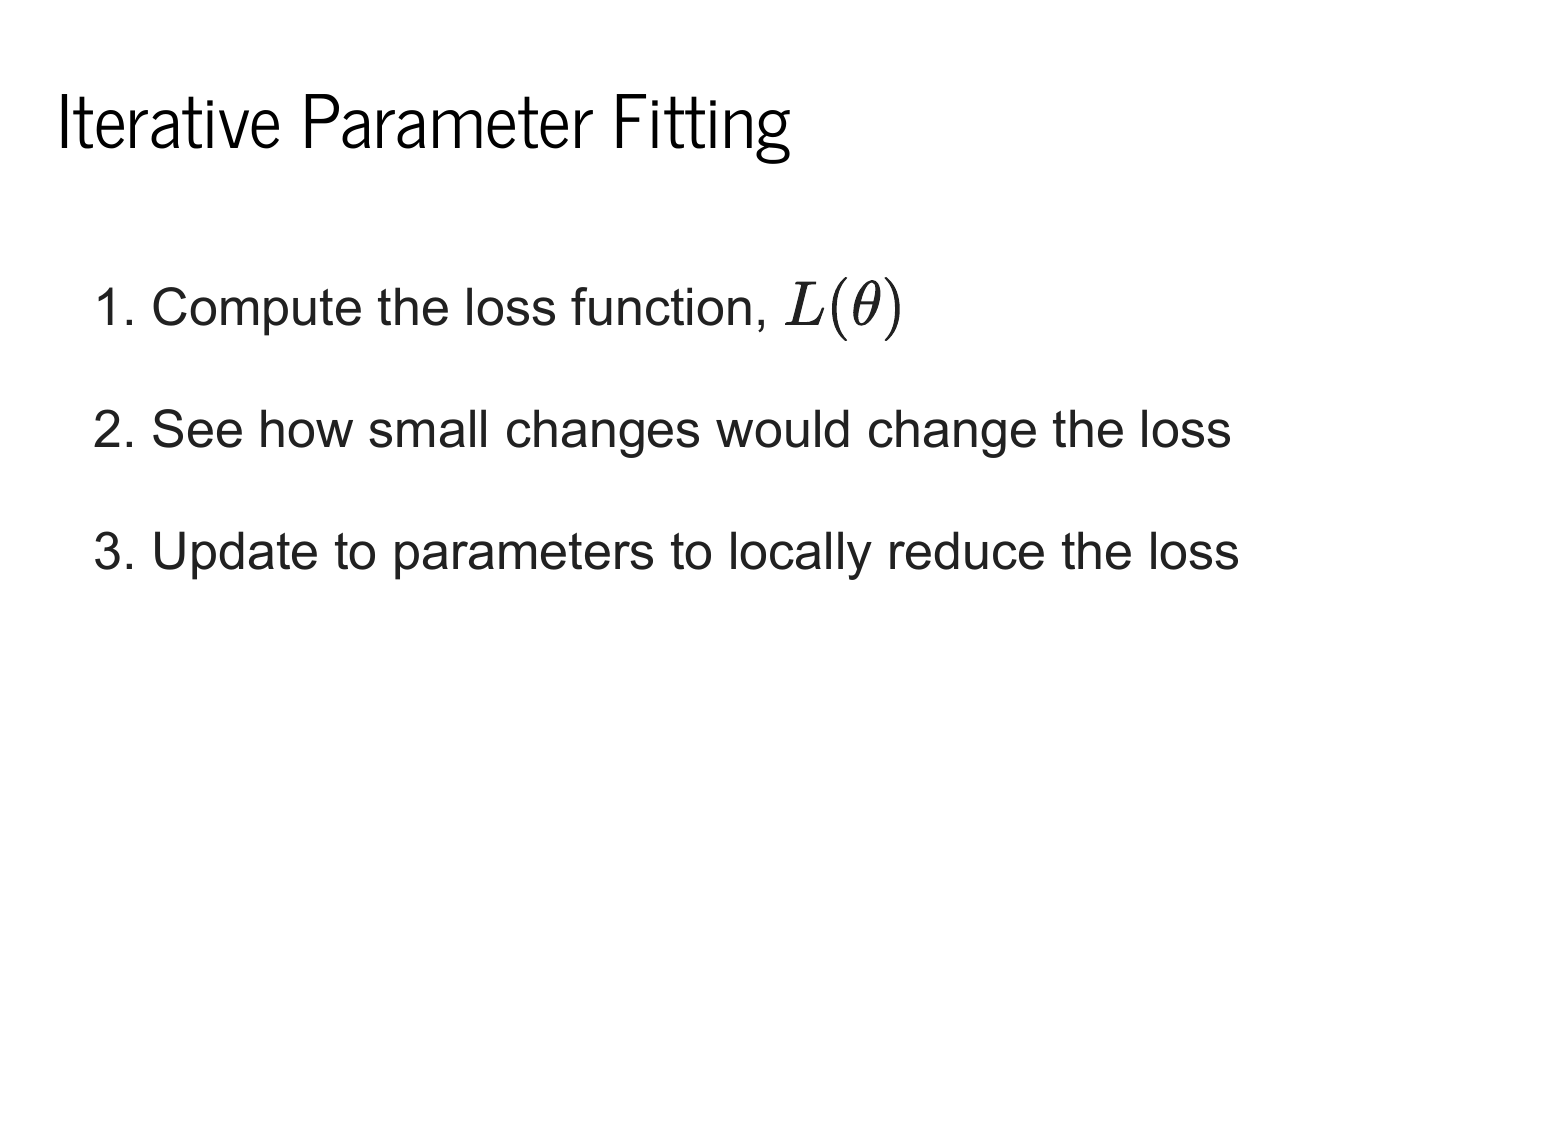 Iterative Parameter Fitting
1. Compute the loss function, L(θ)
2. See how small changes would change the loss
3. Update to parameters to locally reduce the loss